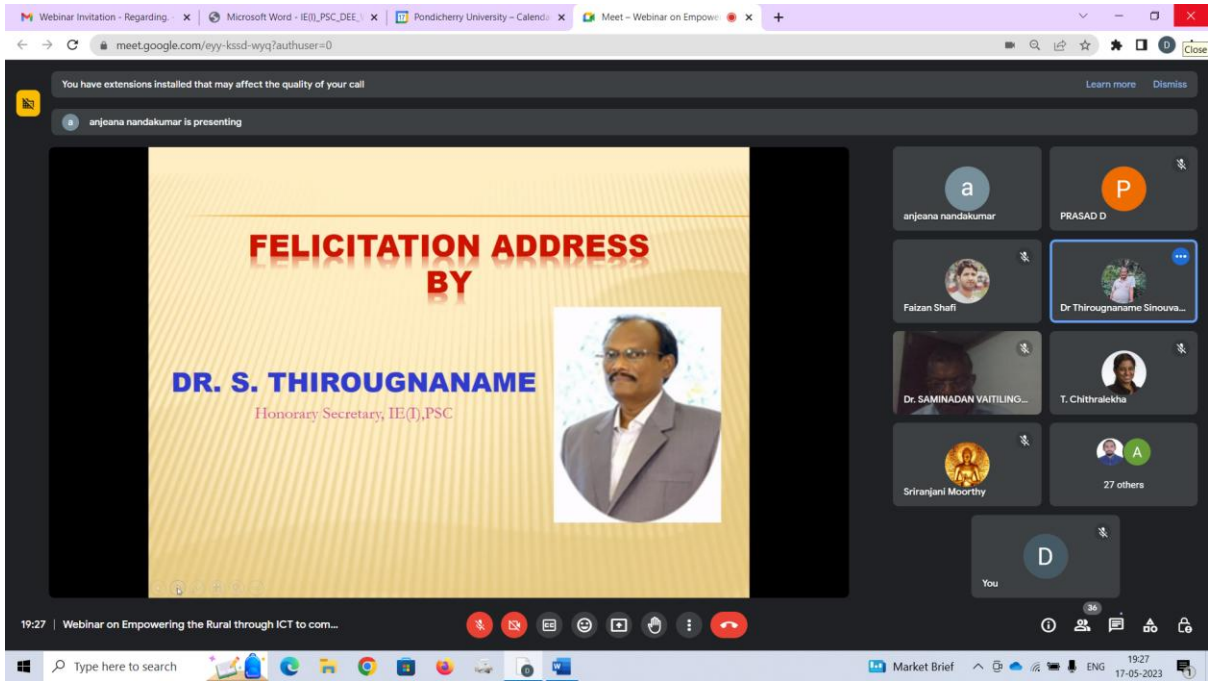 Webinar Invitation - Regarding. -
Microsoft Word - IE(I)_PSC_DEE_
Pondicherry University – Calenda
Meet – Webinar on Empowe
meet.google.com/eyy-kssd-wyq?authuser=0
D
Close
You have extensions installed that may affect the quality of your call
Learn more
Dismiss
a
anjeana nandakumar is presenting
FELICITATION ADDRESS
BY
DR. S. THIROUGNANAME
Honorary Secretary, IE(I),PSC
a
anjeana nandakumar
P
PRASAD D
Faizan Shafi
Dr Thirougnaname Sinouva...
Dr. SAMINADAN VAITILING...
T. Chithralekha
Sriranjani Moorthy
A
27 others
D
You
19:27 | Webinar on Empowering the Rural through ICT to com...
36
Type here to search
Market Brief
ENG
19:27
17-05-2023
1